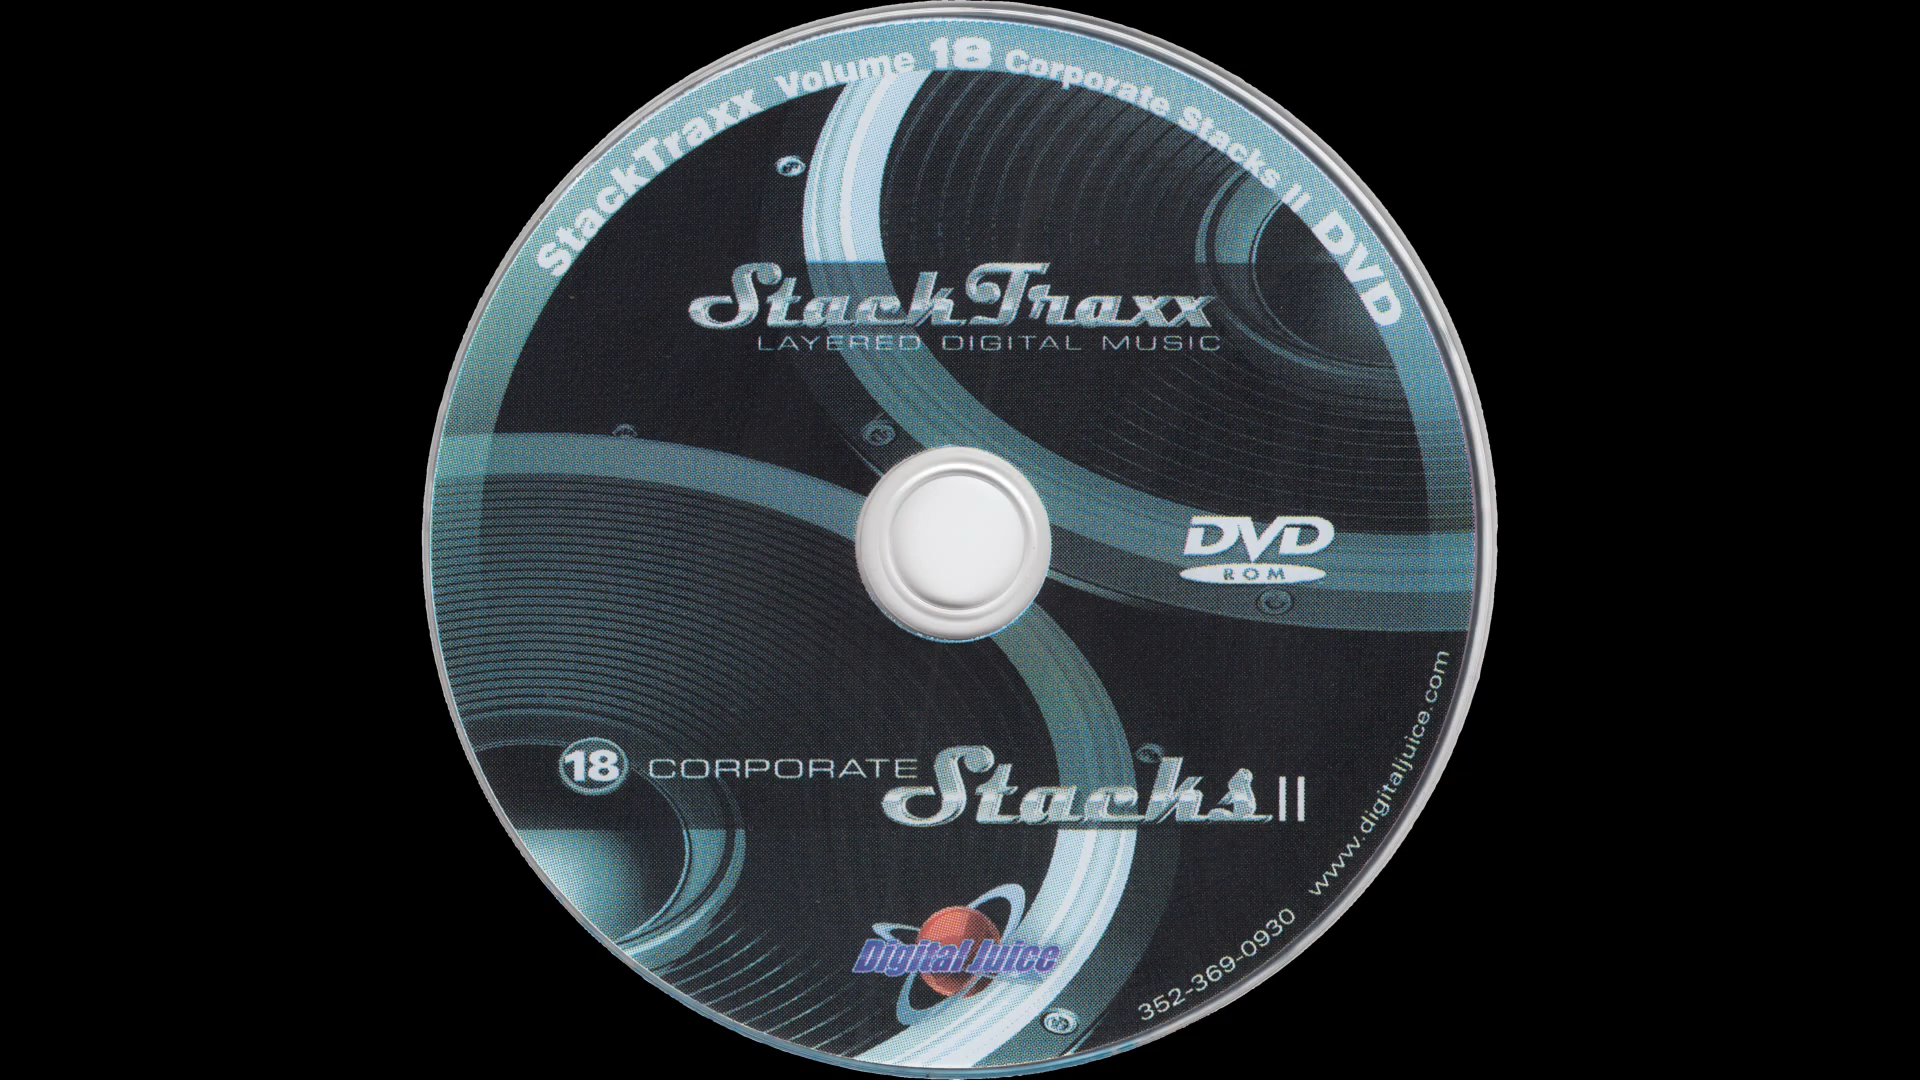 StackTraxx Volume 18 Corporate Stacks II DVD
StackTraxx
LAYERED DIGITAL MUSIC
DVD
ROM
18 CORPORATE Stacks II
Digital Juice
352-369-0930 www.digitaljuice.com